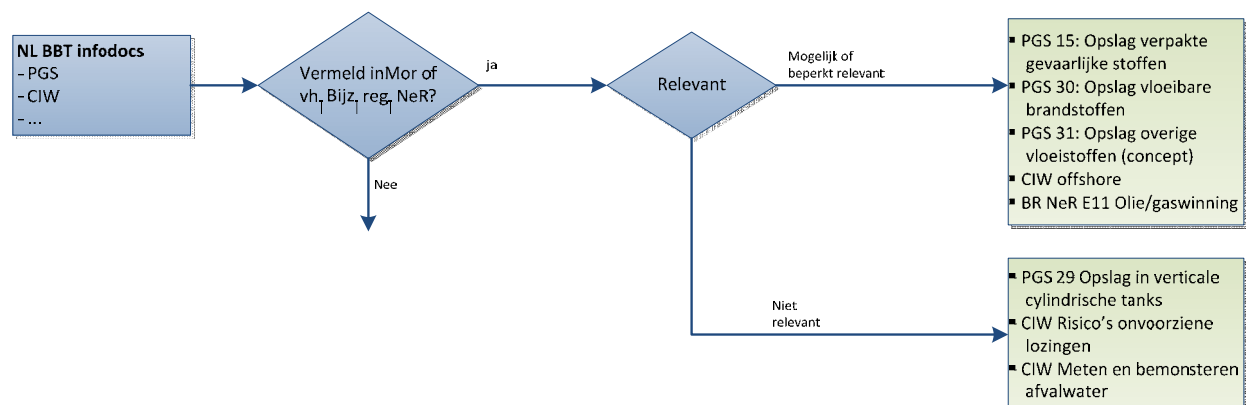 NL BBT infodocs
- PGS
- CIW
- ...
Vermeld in Mor of
vh. Bijz. reg. NeR?
ja
Nee
Relevant
Mogelijk of
beperkt relevant
Niet
relevant
▪ PGS 15: Opslag verpakte
gevaarlijke stoffen
▪ PGS 30: Opslag vloeibare
brandstoffen
▪ PGS 31: Opslag overige
vloeistoffen (concept)
▪ CIW offshore
▪ BR NeR E11 Olie/gaswinning
▪ PGS 29 Opslag in verticale
cylindrische tanks
▪ CIW Risico's onvoorziene
lozingen
▪ CIW Meten en bemonsteren
afvalwater